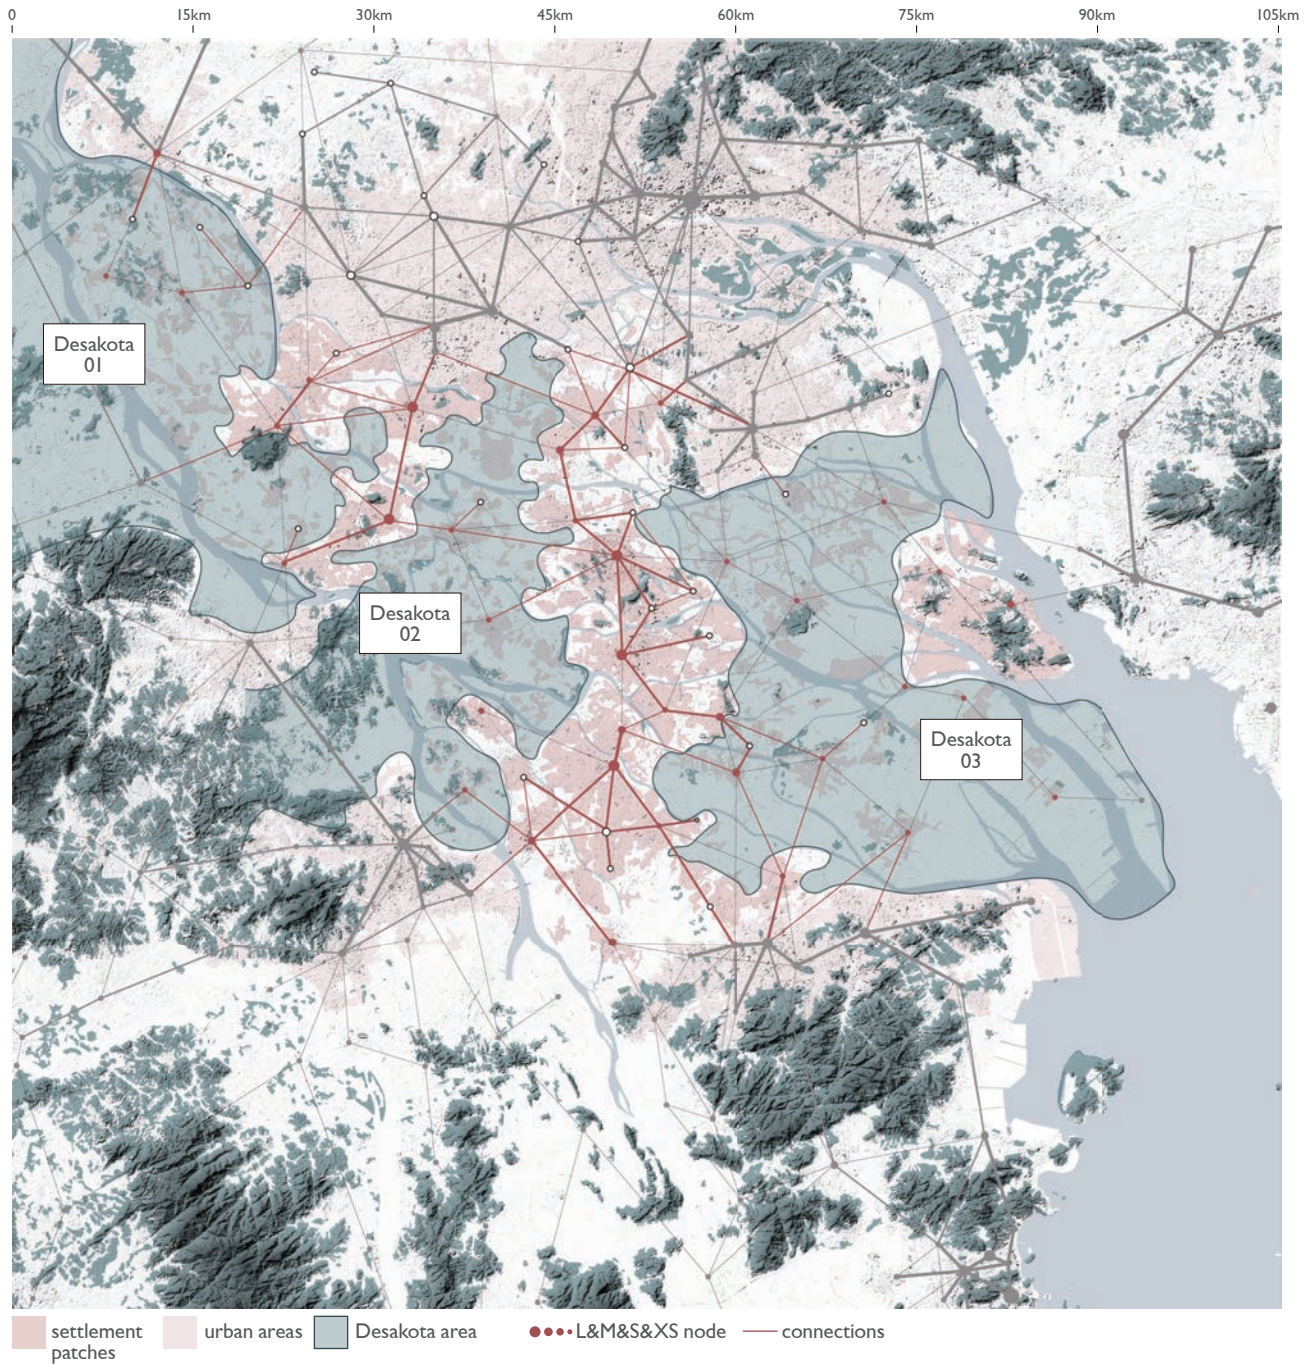 0 15km 30km 45km 60km 75km 90km 105km
Desakota
01
Desakota
02
Desakota
03
settlement
patches
urban areas
Desakota area
L&M&S&XS node
connections